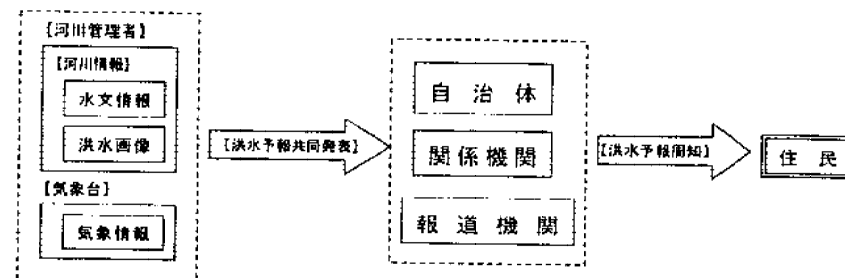 【河川管理者】
【河川情報】
水文情報
洪水画像
【気象台】
気象情報
【洪水予報共同発表】
自治体
関係機関
報道機関
【洪水予報周知】
住民